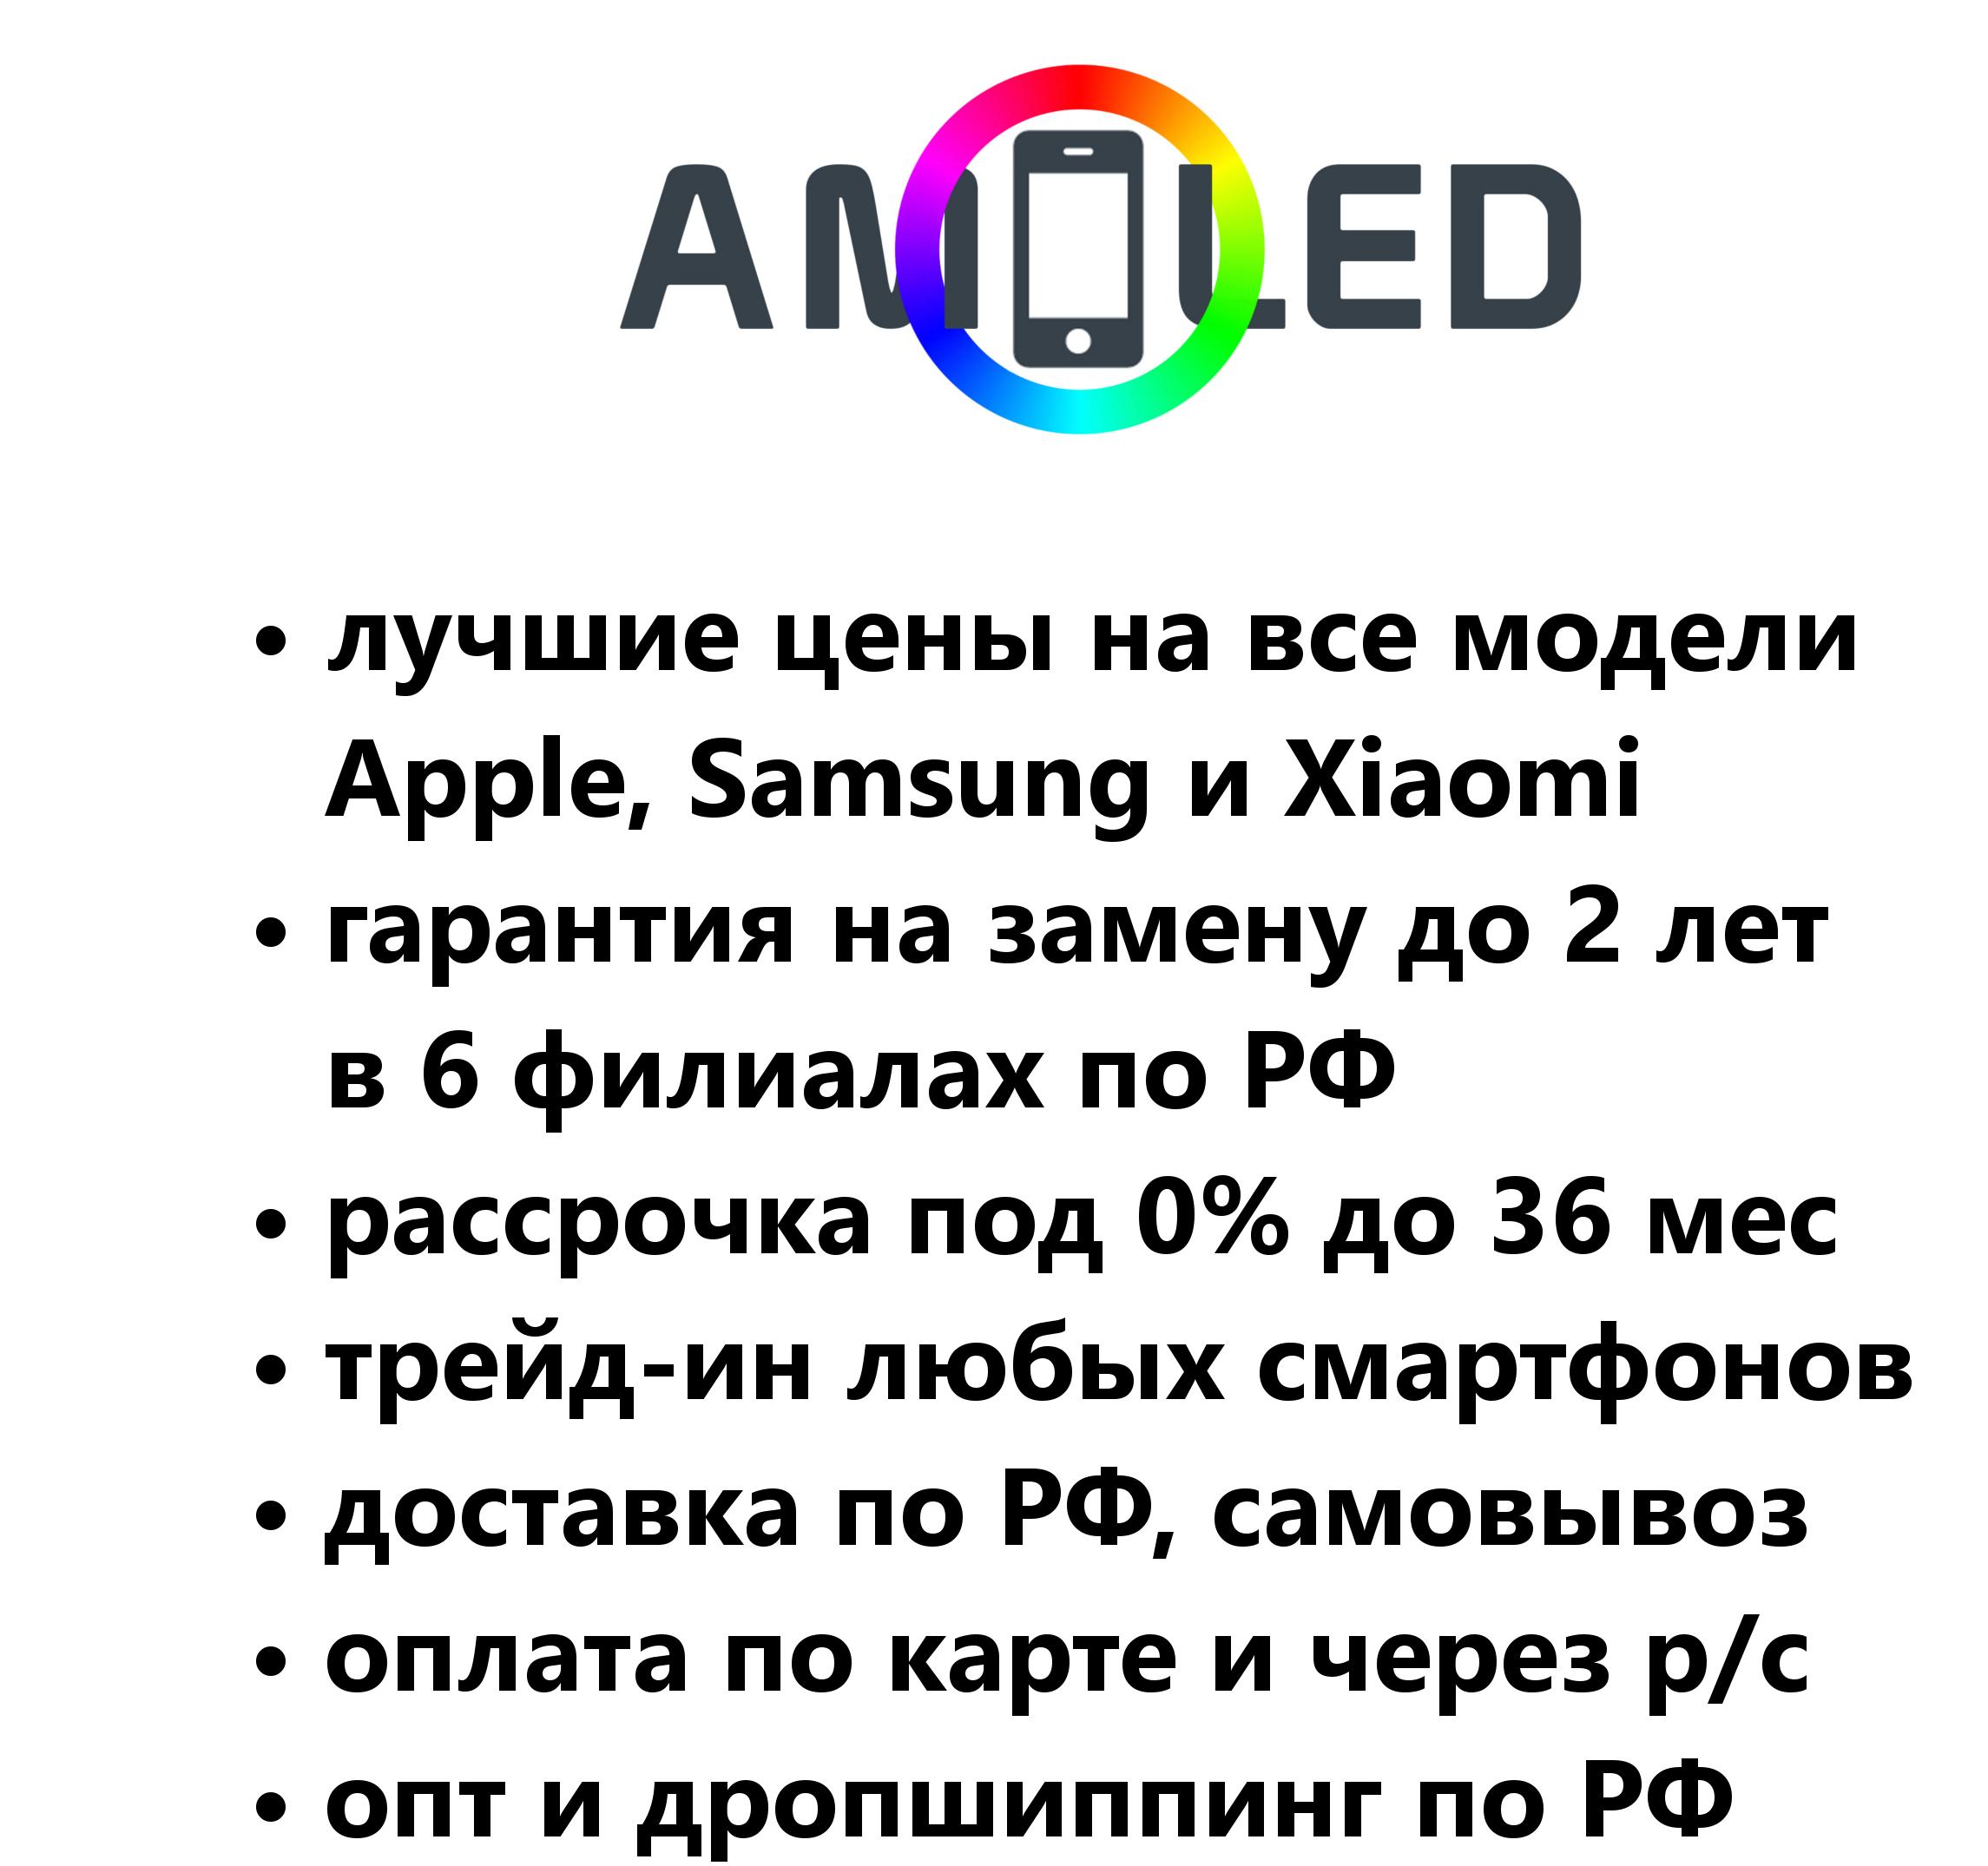 AMOLED
• лучшие цены на все модели
Apple, Samsung и Xiaomi
• гарантия на замену до 2 лет
в 6 филиалах по РФ
• рассрочка под 0% до 36 мес
• трейд-ин любых смартфонов
• доставка по РФ, самовывоз
• оплата по карте и через р/с
• опт и дропшиппинг по РФ